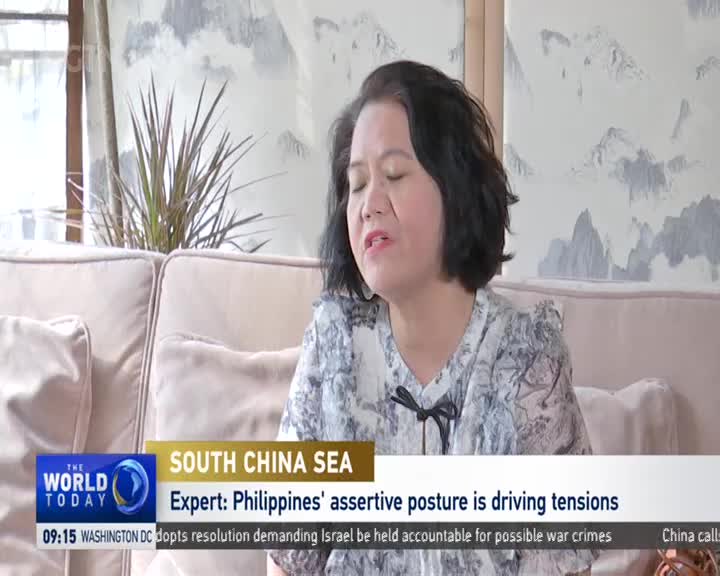 CGTN
SOUTH CHINA SEA
THE
WORLD
TODAY
Expert: Philippines' assertive posture is driving tensions
09:15 WASHINGTON DC
dopts resolution demanding Israel be held accountable for possible war crimes China calls